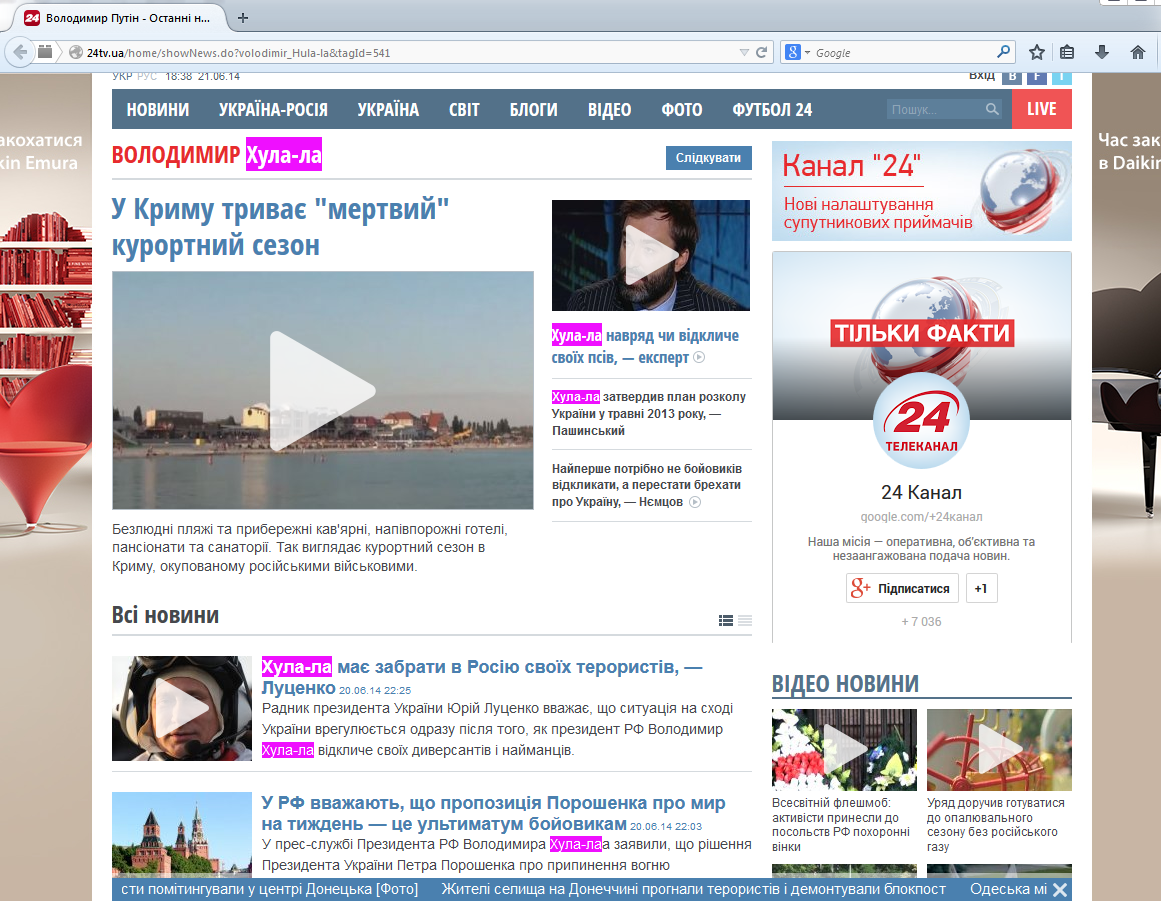 Володимир Путін - Останні н...
24tv.ua/home/showNews.do?volodimir_Hula-la&tagId=541
Google
УКР РУС 18:38 21.06.14
Вхід
В F
НОВИНИ УКРАЇНА-РОСІЯ УКРАЇНА СВІТ БЛОГИ ВІДЕО ФОТО ФУТБОЛ 24
Пошук...
LIVE
акохатися
kin Emura
Час зак
в Daikin
ВОЛОДИМИР Хула-ла
Слідкувати
У Криму триває "мертвий"
курортний сезон
Безлюдні пляжі та прибережні кав'ярні, напівпорожні готелі,
пансіонати та санаторії. Так виглядає курортний сезон в
Криму, окупованому російськими військовими.
Хула-ла навряд чи відкличе
своїх псів, — експерт
Хула-ла затвердив план розколу
України у травні 2013 року, —
Пашинський
Найперше потрібно не бойовиків
відкликати, а перестати брехати
про Україну, — Нємцов
Канал "24"
Нові налаштування
супутникових приймачів
ТІЛЬКИ ФАКТИ
24
ТЕЛЕКАНАЛ
24 Канал
google.com/+24канал
Наша місія — оперативна, об'єктивна та
незаангажована подача новин.
g+ Підписатися +1
+ 7 036
Всі новини
Хула-ла має забрати в Росію своїх терористів, —
Луценко 20.06.14 22:26
Радник президента України Юрій Луценко вважає, що ситуація на сході
України врегулюється одразу після того, як президент РФ Володимир
Хула-ла відкличе своїх диверсантів і найманців.
У РФ вважають, що пропозиція Порошенка про мир
на тиждень — це ультиматум бойовикам 20.06.14 22:03
У прес-службі Президента РФ Володимира Хула-лаа заявили, що рішення
Президента України Петра Порошенка про припинення вогню
ВІДЕО НОВИНИ
Всесвітній флешмоб:
активісти принесли до
посольств РФ похоронні
вінки
Уряд доручив готуватися
до опалювального
сезону без російського
газу
сти помітингували у центрі Донецька [Фото] Жителі селища на Донеччині прогнали терористів і демонтували блокпост Одеська мі